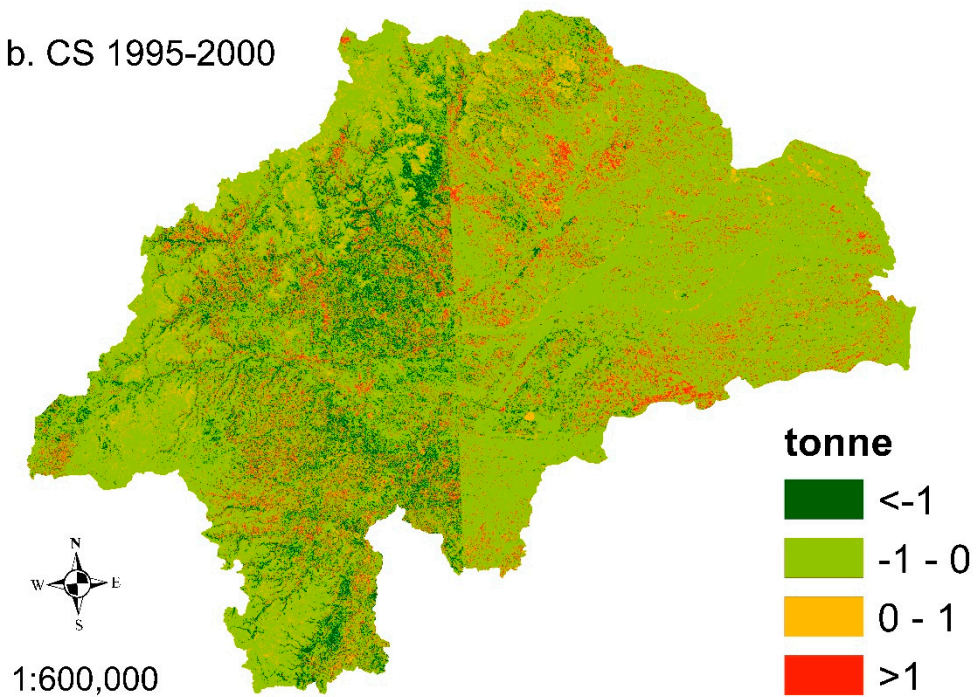 b. CS 1995-2000
tonne
<-1
-1 - 0
0 - 1
>1
N
W E
S
1:600,000